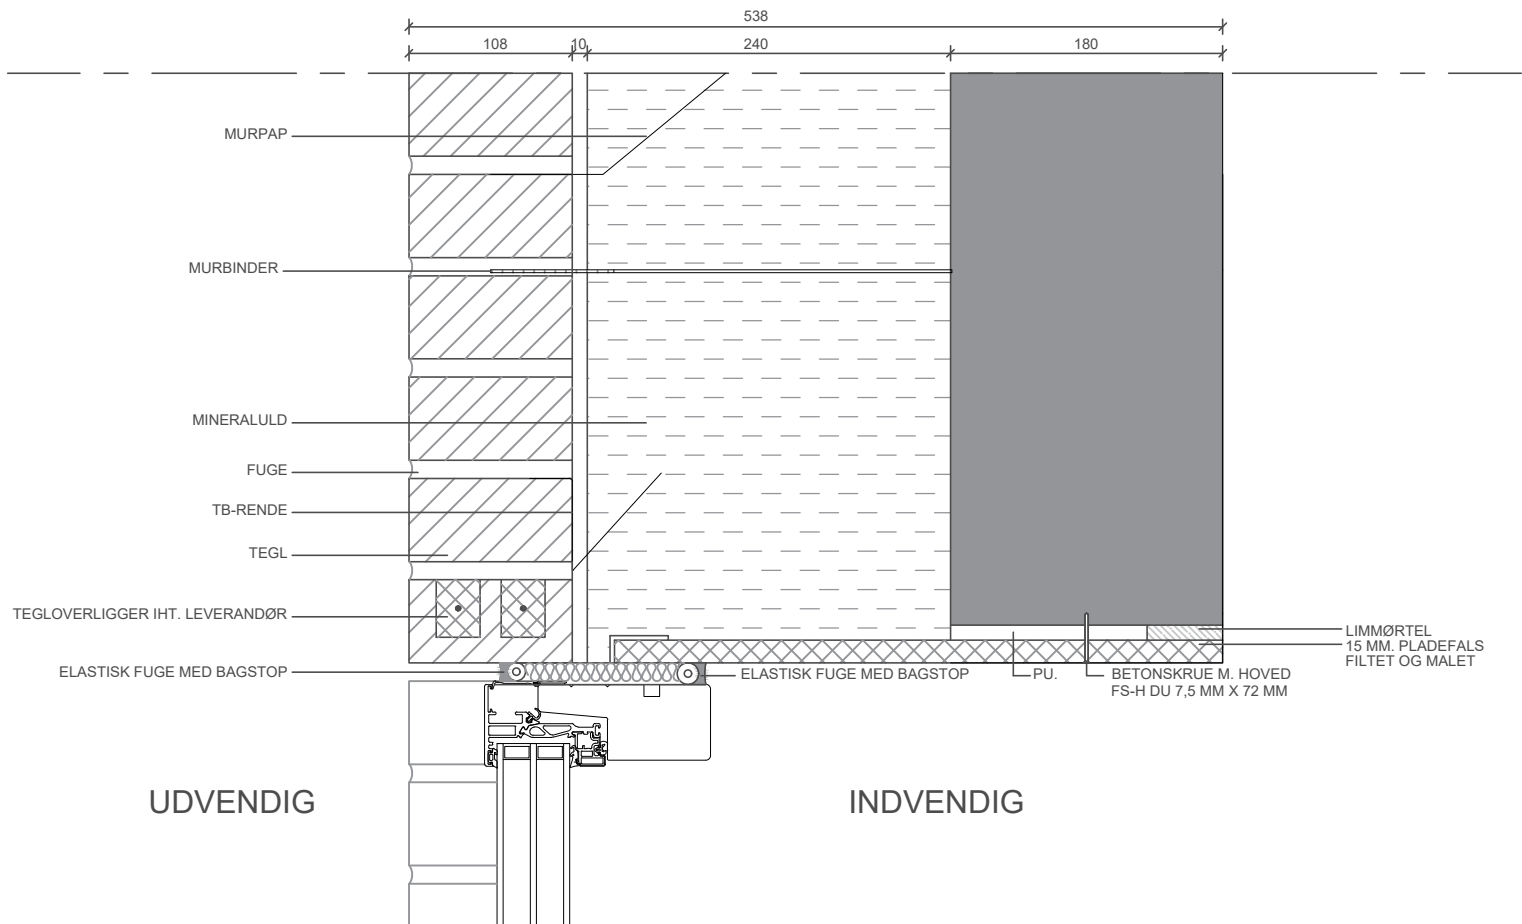 538
108
10
240
180
MURPAP
MURBINDER
MINERALULD
FUGE
TB-RENDE
TEGL
TEGLOVERLIGGER IHT. LEVERANDØR
LIMMØRTEL
15 MM. PLADEFALS
FILTET OG MALET
ELASTISK FUGE MED BAGSTOP
ELASTISK FUGE MED BAGSTOP
PU.
BETONSKRUE M. HOVED
FS-H DU 7,5 MM X 72 MM
UDVENDIG
INDVENDIG